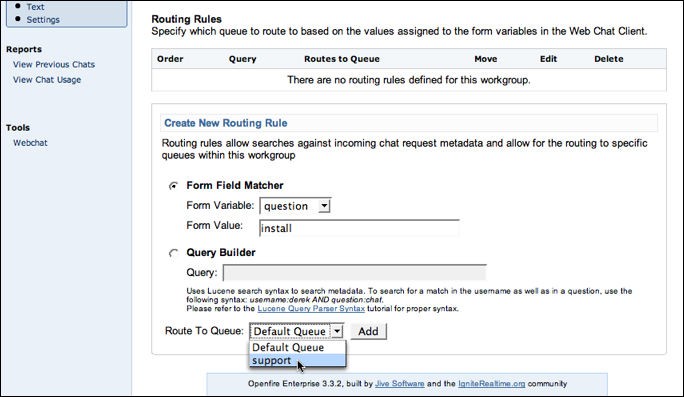 Text
Settings
Reports
View Previous Chats
View Chat Usage
Tools
Webchat
Routing Rules
Specify which queue to route to based on the values assigned to the form variables in the Web Chat Client.
Order Query Routes to Queue Move Edit Delete
There are no routing rules defined for this workgroup.
Create New Routing Rule
Routing rules allow searches against incoming chat request metadata and allow for the routing to specific
queues within this workgroup
Form Field Matcher
Form Variable: question
Form Value: install
Query Builder
Query:
Uses Lucene search syntax to search metadata. To search for a match in the username as well as in a question, use
the following syntax: username:derek AND question:chat.
Please refer to the Lucene Query Parser Syntax tutorial for proper syntax.
Route To Queue: Default Queue Add
Default Queue
support
Openfire Enterprise 3.3.2, built by Jive Software and the IgniteRealtime.org community